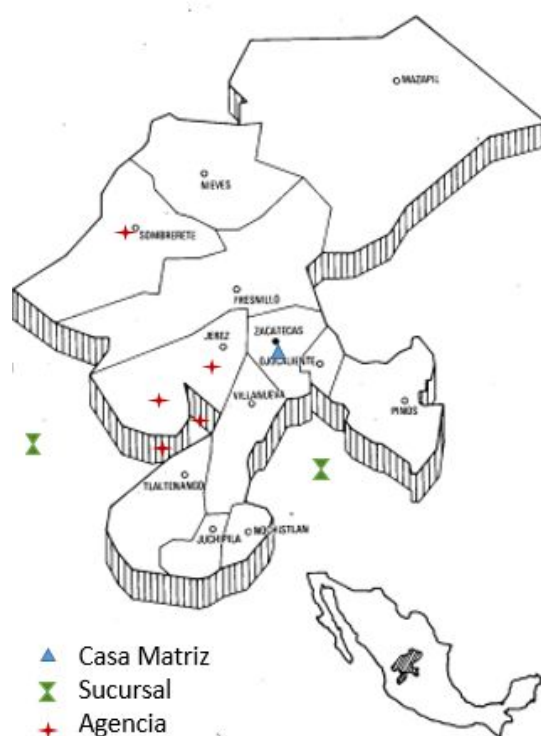 MAZAPIL
NIEVES
SOMBRERETE
FRESNILLO
ZACATECAS
JEREZ
OJOCALIENTE
VILLANUEVA
PINOS
TLALTENANGO
JUCHIPILA
NOCHISTLAN
Casa Matriz
Sucursal
Agencia